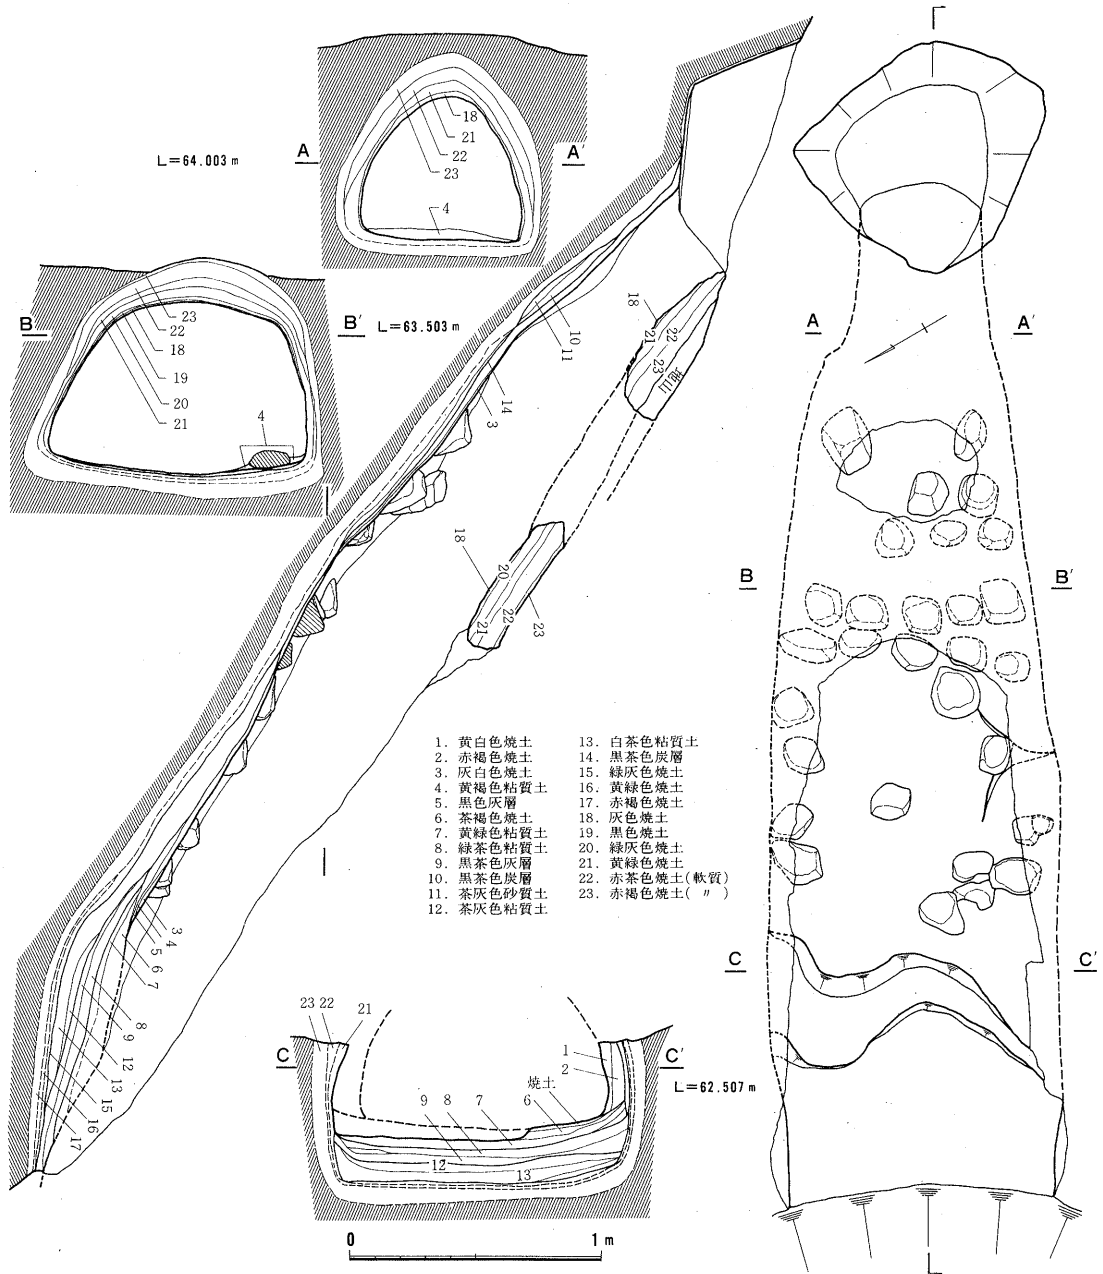 L=64.003 m
A
A′
18
21
22
23
4
B
B′
L=63.503 m
23
22
18
19
20
21
4
10
11
14
3
18
22
21
23
18
20
22
21
23
A
A′
B
B′
C
C′
1. 黄白色焼土
2. 赤褐色焼土
3. 灰白色焼土
4. 黄褐色粘質土
5. 黒色灰層
6. 茶褐色焼土
7. 黄緑色粘質土
8. 緑茶色粘質土
9. 黒茶色灰層
10. 黒茶色炭層
11. 茶灰色砂質土
12. 茶灰色粘質土
13. 白茶色粘質土
14. 黒茶色炭層
15. 緑灰色焼土
16. 黄緑色焼土
17. 赤褐色焼土
18. 灰色焼土
19. 黒色焼土
20. 緑灰色焼土
21. 黄緑色焼土
22. 赤茶色焼土(軟質)
23. 赤褐色焼土( 〃 )
3
4
5
6
7
8
9
12
13
15
16
17
23 22 21
C
C′
1
2
焼土
9 8 7 6
12
13
L=62.507 m
0 1 m